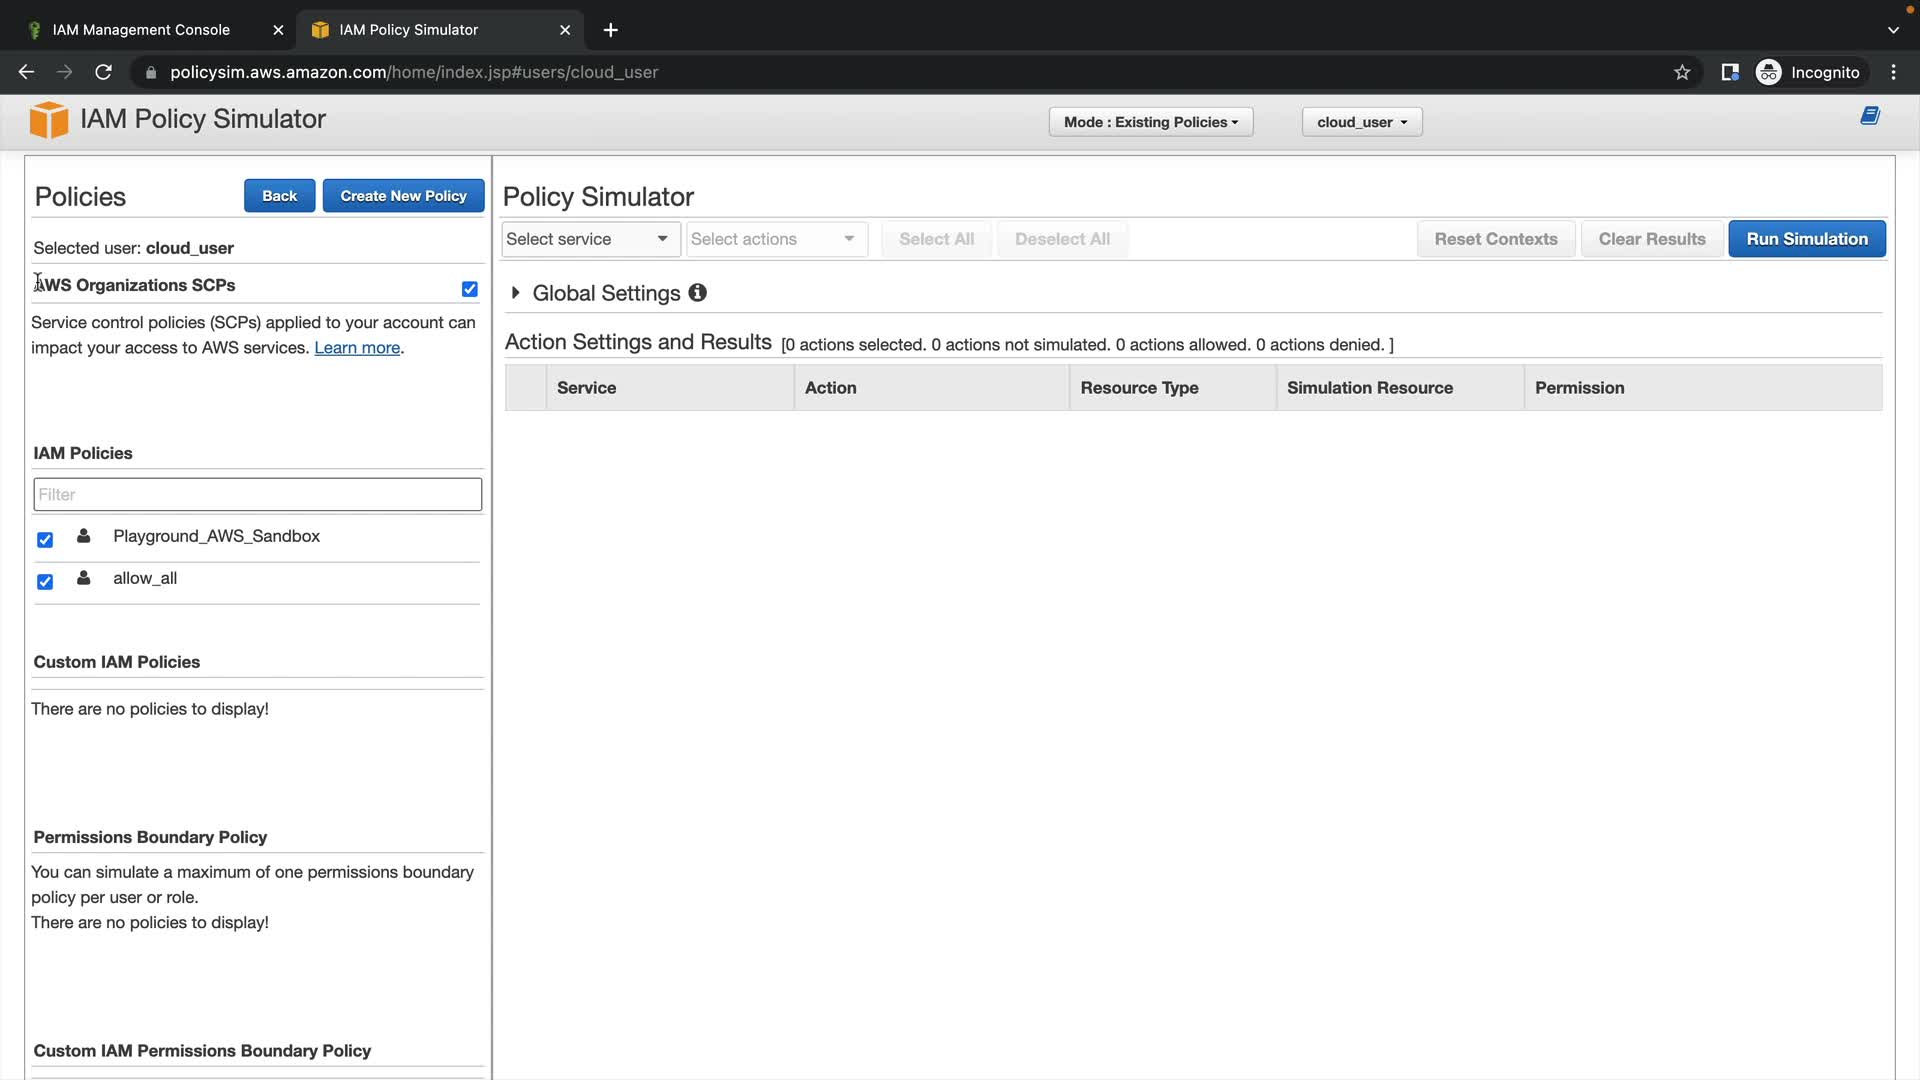 IAM Management Console
IAM Policy Simulator
policysim.aws.amazon.com/home/index.jsp#users/cloud_user
Incognito
IAM Policy Simulator
Mode : Existing Policies
cloud_user
Policies
Back
Create New Policy
Selected user: cloud_user
AWS Organizations SCPs
Service control policies (SCPs) applied to your account can
impact your access to AWS services. Learn more.
IAM Policies
Filter
Playground_AWS_Sandbox
allow_all
Custom IAM Policies
There are no policies to display!
Permissions Boundary Policy
You can simulate a maximum of one permissions boundary
policy per user or role.
There are no policies to display!
Custom IAM Permissions Boundary Policy
Policy Simulator
Select service
Select actions
Select All
Deselect All
Reset Contexts
Clear Results
Run Simulation
Global Settings
Action Settings and Results [0 actions selected. 0 actions not simulated. 0 actions allowed. 0 actions denied. ]
Service
Action
Resource Type
Simulation Resource
Permission